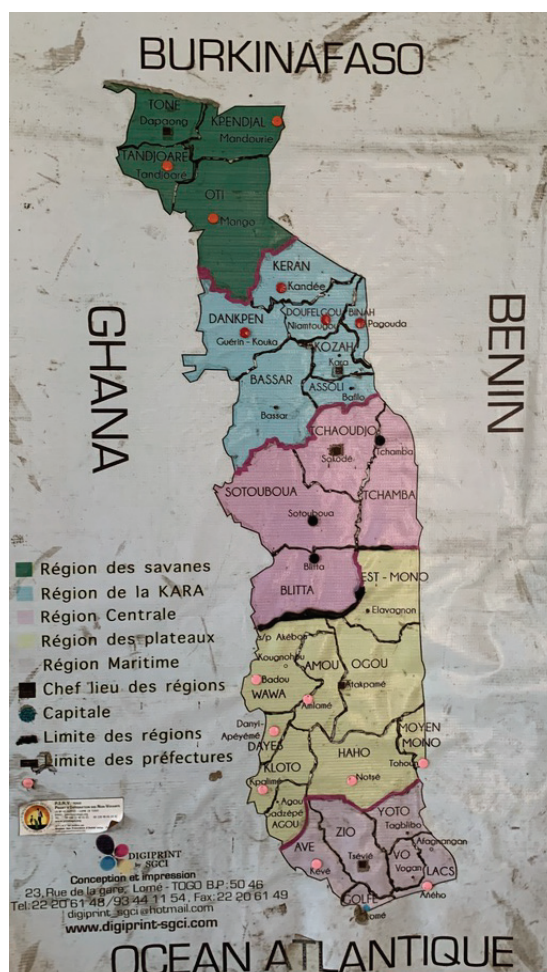 BURKINAFASO
TONE
Dapaong
KPENDJAL
Mandourie
TANDJOARE
Tandjoaré
OTI
Mango
KERAN
Kandée
GHANA
BENIN
DANKPEN
Guérin - Kouka
DOUFELGOU
Niamtougou
BINAH
Pagouda
KOZAH
Kara
BASSAR
Bassar
ASSOLI
Bafilo
TCHAOUDJO
Sokodé
Tchamba
TCHAMBA
SOTOUBOUA
Sotouboua
Blitta
BLITTA
EST - MONO
Elavagnon
Région des savanes
Région de la KARA
Région Centrale
Région des plateaux
Région Maritime
Chef lieu des régions
Capitale
Limite des régions
Limite des préfectures
s/p Akébou
Kougnohou
AMOU
OGOU
Badou
WAWA
Amlamé
Atakpamé
Danyi-
Apéyémé
DAYES
KLOTO
Kpalimé
HAHO
Notsé
MOYEN
MONO
Tohoun
Agou
Gadzépé
AGOU
AVE
Kévé
ZIO
Tsévié
YOTO
Tabligbo
VO
Vogan
Afagnangan
LACS
Aného
GOLFE
Lomé
DIGIPRINT
by SGCI
Conception et impression
23, Rue de la gare, Lomé - TOGO B.P: 50 46
Tel: 22 20 61 48 /93 44 11 54 , Fax: 22 20 61 49
digiprint_sgci@hotmail.com
www.digiprint-sgci.com
OCEAN ATLANTIQUE